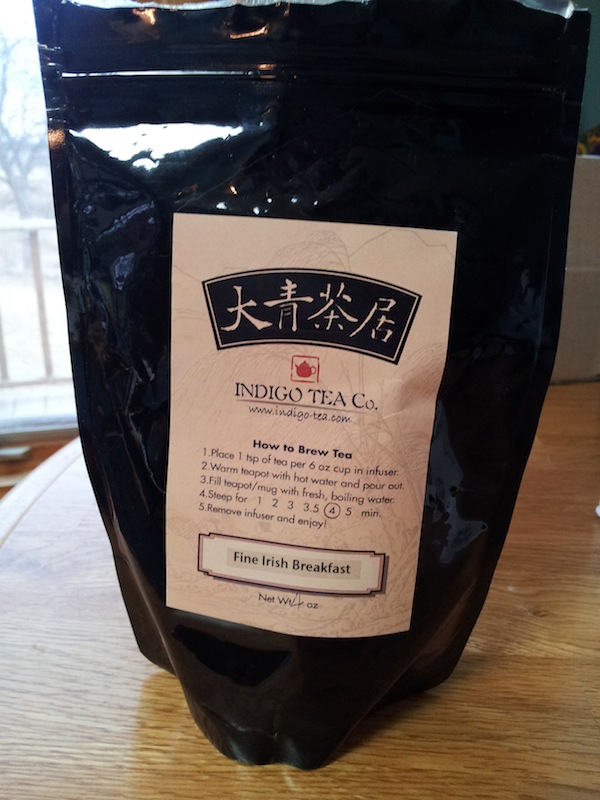 大青茶居
INDIGO TEA Co.
www.indigo-tea.com
How to Brew Tea
1.Place 1 tsp of tea per 6 oz cup in infuser.
2.Warm teapot with hot water and pour out.
3.Fill teapot/mug with fresh, boiling water.
4.Steep for 1 2 3 3.5 4 5 min.
5.Remove infuser and enjoy!
Fine Irish Breakfast
Net Wt. 4 oz